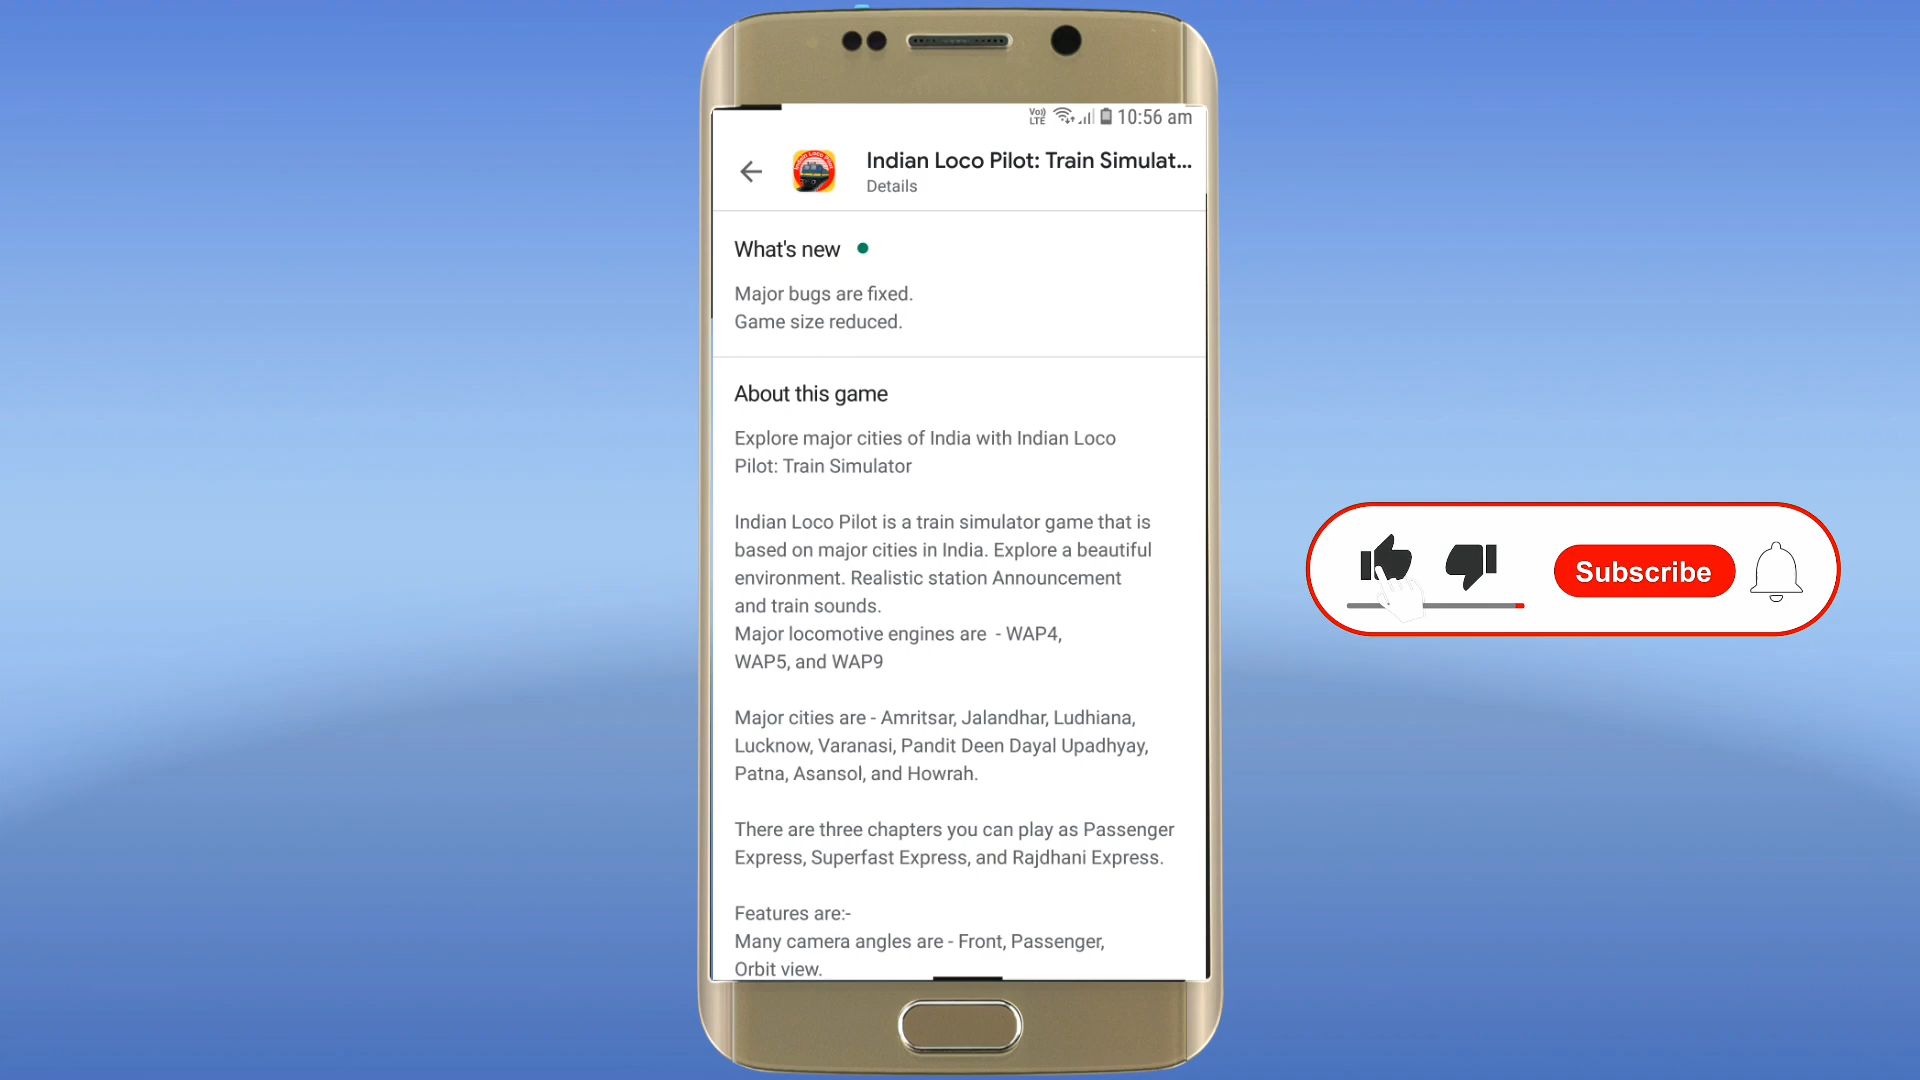 Vo)) LTE 10:56 am
Indian Loco Pilot: Train Simulat...
Details
What's new
Major bugs are fixed.
Game size reduced.
About this game
Explore major cities of India with Indian Loco
Pilot: Train Simulator
Indian Loco Pilot is a train simulator game that is
based on major cities in India. Explore a beautiful
environment. Realistic station Announcement
and train sounds.
Major locomotive engines are  - WAP4,
WAP5, and WAP9
Major cities are - Amritsar, Jalandhar, Ludhiana,
Lucknow, Varanasi, Pandit Deen Dayal Upadhyay,
Patna, Asansol, and Howrah.
There are three chapters you can play as Passenger
Express, Superfast Express, and Rajdhani Express.
Features are:-
Many camera angles are - Front, Passenger,
Orbit view.
Subscribe